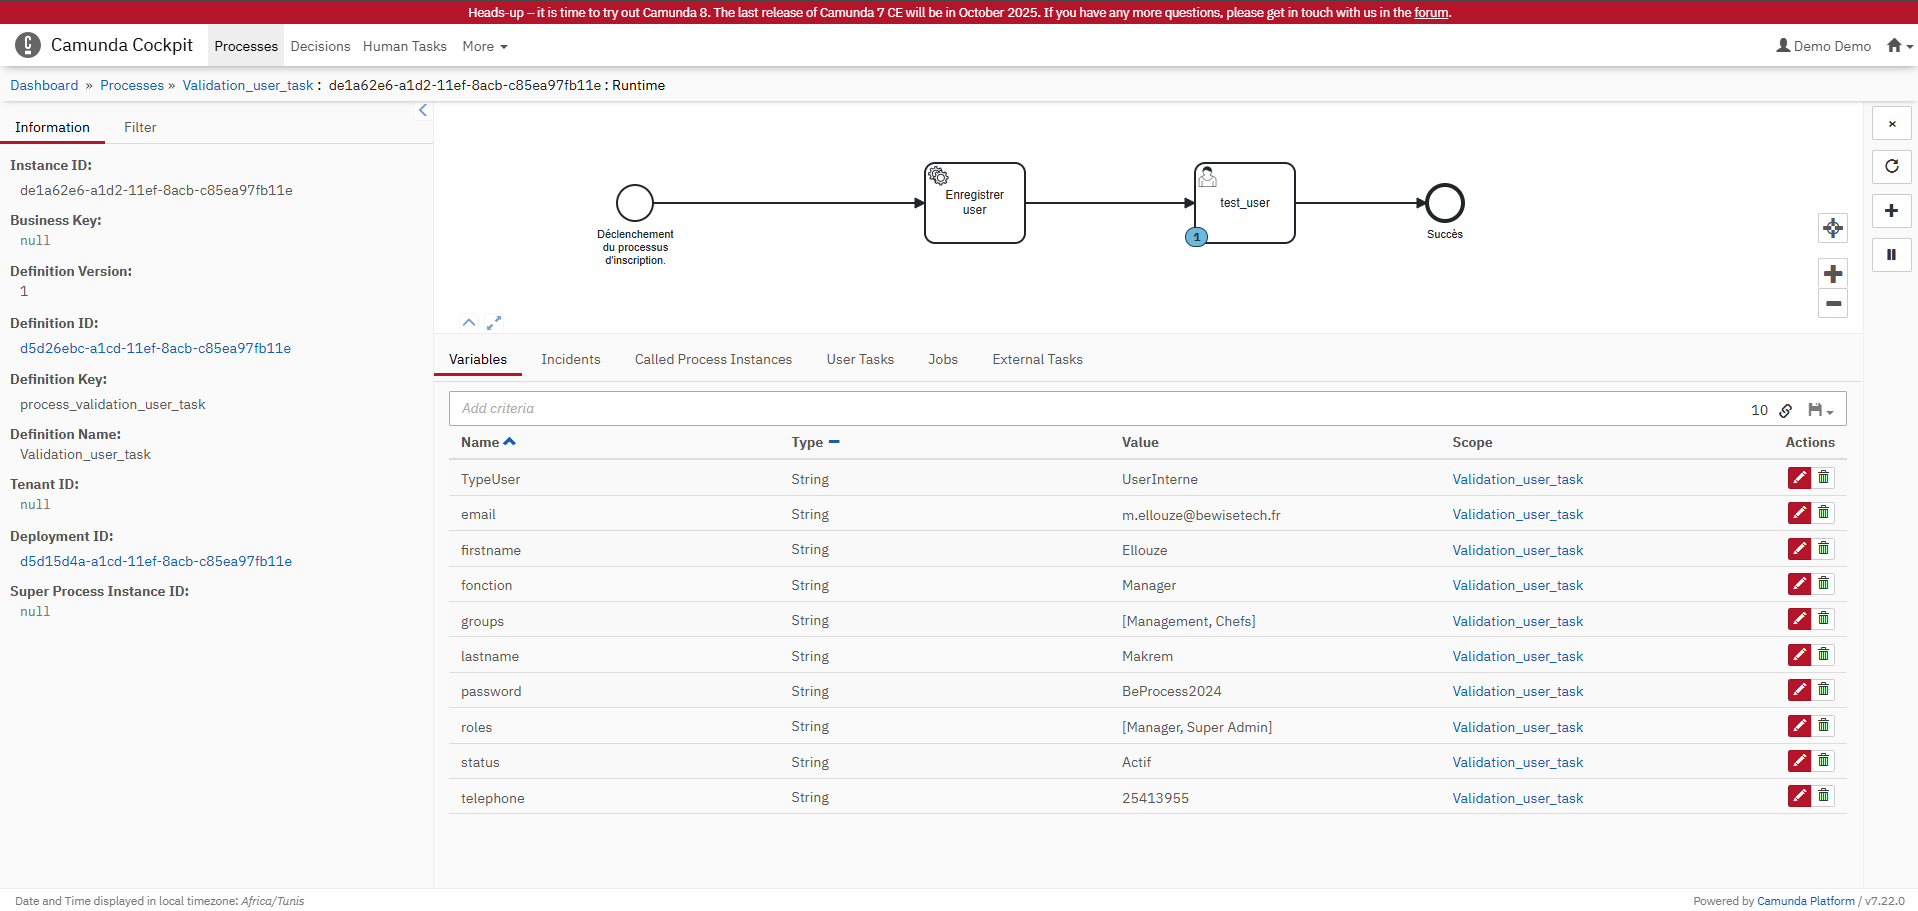 Heads-up – it is time to try out Camunda 8. The last release of Camunda 7 CE will be in October 2025. If you have any more questions, please get in touch with us in the forum.
Camunda Cockpit Processes Decisions Human Tasks More Demo Demo
Dashboard » Processes » Validation_user_task : de1a62e6-a1d2-11ef-8acb-c85ea97fb11e : Runtime
Information Filter
Instance ID:
de1a62e6-a1d2-11ef-8acb-c85ea97fb11e
Business Key:
null
Definition Version:
1
Definition ID:
d5d26ebc-a1cd-11ef-8acb-c85ea97fb11e
Definition Key:
process_validation_user_task
Definition Name:
Validation_user_task
Tenant ID:
null
Deployment ID:
d5d15d4a-a1cd-11ef-8acb-c85ea97fb11e
Super Process Instance ID:
null
Déclenchement
du processus
d'inscription.
Enregistrer
user
test_user
1
Succès
Variables Incidents Called Process Instances User Tasks Jobs External Tasks
Add criteria 10
Name Type Value Scope Actions
TypeUser String UserInterne Validation_user_task
email String m.ellouze@bewisetech.fr Validation_user_task
firstname String Ellouze Validation_user_task
fonction String Manager Validation_user_task
groups String [Management, Chefs] Validation_user_task
lastname String Makrem Validation_user_task
password String BeProcess2024 Validation_user_task
roles String [Manager, Super Admin] Validation_user_task
status String Actif Validation_user_task
telephone String 25413955 Validation_user_task
Date and Time displayed in local timezone: Africa/Tunis Powered by Camunda Platform / v7.22.0